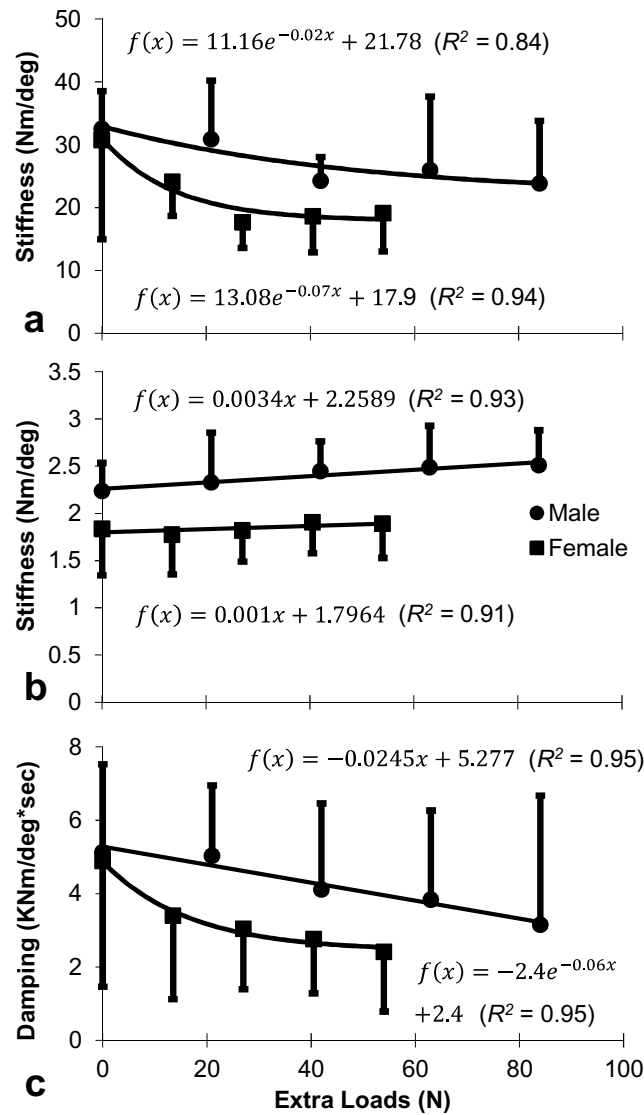 f(x) = 11.16e^{−0.02x} + 21.78 (R² = 0.84)
50
40
30
20
10
0
Stiffness (Nm/deg)
f(x) = 13.08e^{−0.07x} + 17.9 (R² = 0.94)
a
f(x) = 0.0034x + 2.2589 (R² = 0.93)
3.5
3
2.5
2
1.5
1
0.5
0
Stiffness (Nm/deg)
Male
Female
f(x) = 0.001x + 1.7964 (R² = 0.91)
b
f(x) = −0.0245x + 5.277 (R² = 0.95)
8
6
4
2
0
Damping (KNm/deg*sec)
f(x) = −2.4e^{−0.06x}
+2.4 (R² = 0.95)
0 20 40 60 80 100
c
Extra Loads (N)